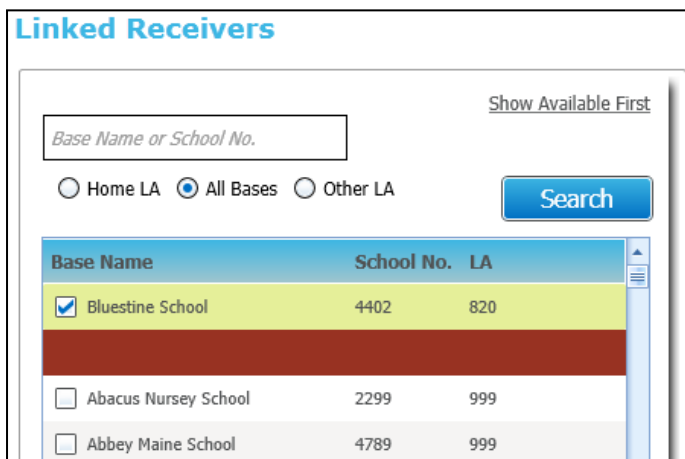 Linked Receivers
Show Available First
Base Name or School No.
Home LA All Bases Other LA
Search
Base Name School No. LA
Bluestine School 4402 820
Abacus Nursey School 2299 999
Abbey Maine School 4789 999